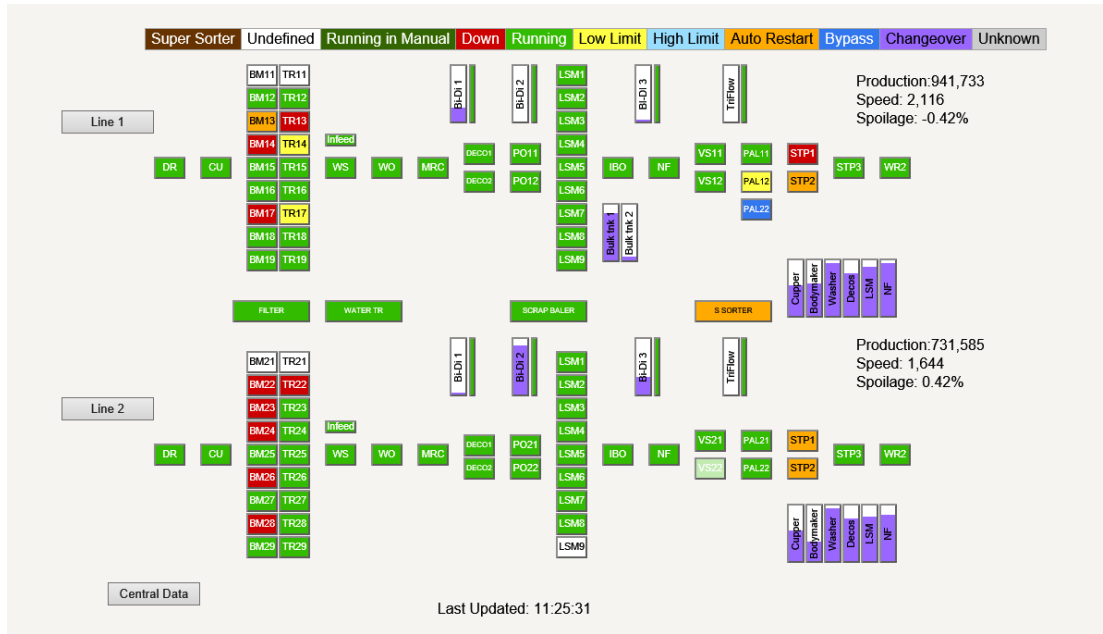 Super Sorter Undefined Running in Manual Down Running Low Limit High Limit Auto Restart Bypass Changeover Unknown
Line 1
BM11 TR11
BM12 TR12
BM13 TR13
BM14 TR14
BM15 TR15
BM16 TR16
BM17 TR17
BM18 TR18
BM19 TR19
DR CU
Infeed
WS WO MRC
DECO1 PO11
DECO2 PO12
Bi-Di 1
Bi-Di 2
LSM1
LSM2
LSM3
LSM4
LSM5
LSM6
LSM7
LSM8
LSM9
Bi-Di 3
TriFlow
IBO NF
Bulk tnk 1
Bulk tnk 2
VS11 PAL11 STP1
VS12 PAL12 STP2
PAL22
STP3 WR2
Production:941,733
Speed: 2,116
Spoilage: -0.42%
Cupper
Bodymaker
Washer
Decos
LSM
NF
FILTER WATER TR SCRAP BALER S SORTER
Line 2
BM21 TR21
BM22 TR22
BM23 TR23
BM24 TR24
BM25 TR25
BM26 TR26
BM27 TR27
BM28 TR28
BM29 TR29
DR CU
Infeed
WS WO MRC
DECO1 PO21
DECO2 PO22
Bi-Di 1
Bi-Di 2
LSM1
LSM2
LSM3
LSM4
LSM5
LSM6
LSM7
LSM8
LSM9
Bi-Di 3
TriFlow
IBO NF
VS21 PAL21 STP1
VS22 PAL22 STP2
STP3 WR2
Production:731,585
Speed: 1,644
Spoilage: 0.42%
Cupper
Bodymaker
Washer
Decos
LSM
NF
Central Data
Last Updated: 11:25:31